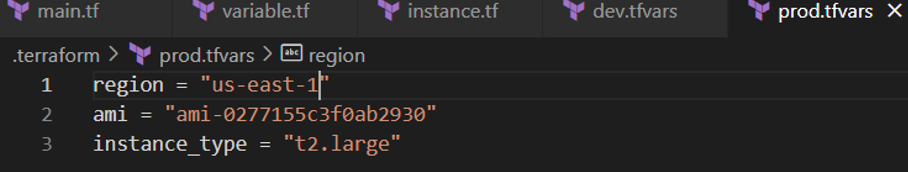 main.tf variable.tf instance.tf dev.tfvars prod.tfvars ×
.terraform > prod.tfvars > abc region
1 region = "us-east-1"
2 ami = "ami-0277155c3f0ab2930"
3 instance_type = "t2.large"